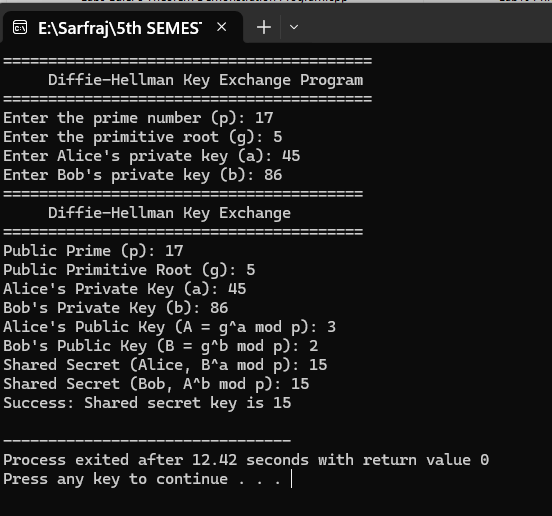 E:\Sarfraj\5th SEMES
=========================================
     Diffie-Hellman Key Exchange Program
=========================================
Enter the prime number (p): 17
Enter the primitive root (g): 5
Enter Alice's private key (a): 45
Enter Bob's private key (b): 86
========================================
     Diffie-Hellman Key Exchange
========================================
Public Prime (p): 17
Public Primitive Root (g): 5
Alice's Private Key (a): 45
Bob's Private Key (b): 86
Alice's Public Key (A = g^a mod p): 3
Bob's Public Key (B = g^b mod p): 2
Shared Secret (Alice, B^a mod p): 15
Shared Secret (Bob, A^b mod p): 15
Success: Shared secret key is 15
--------------------------------
Process exited after 12.42 seconds with return value 0
Press any key to continue . . .